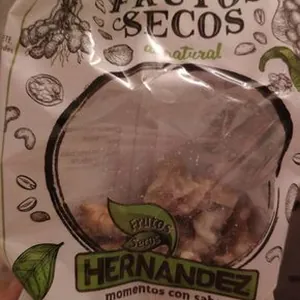 FRUTOS
SECOS
al natural
Frutos
Secos
HERNANDEZ
momentos con sab